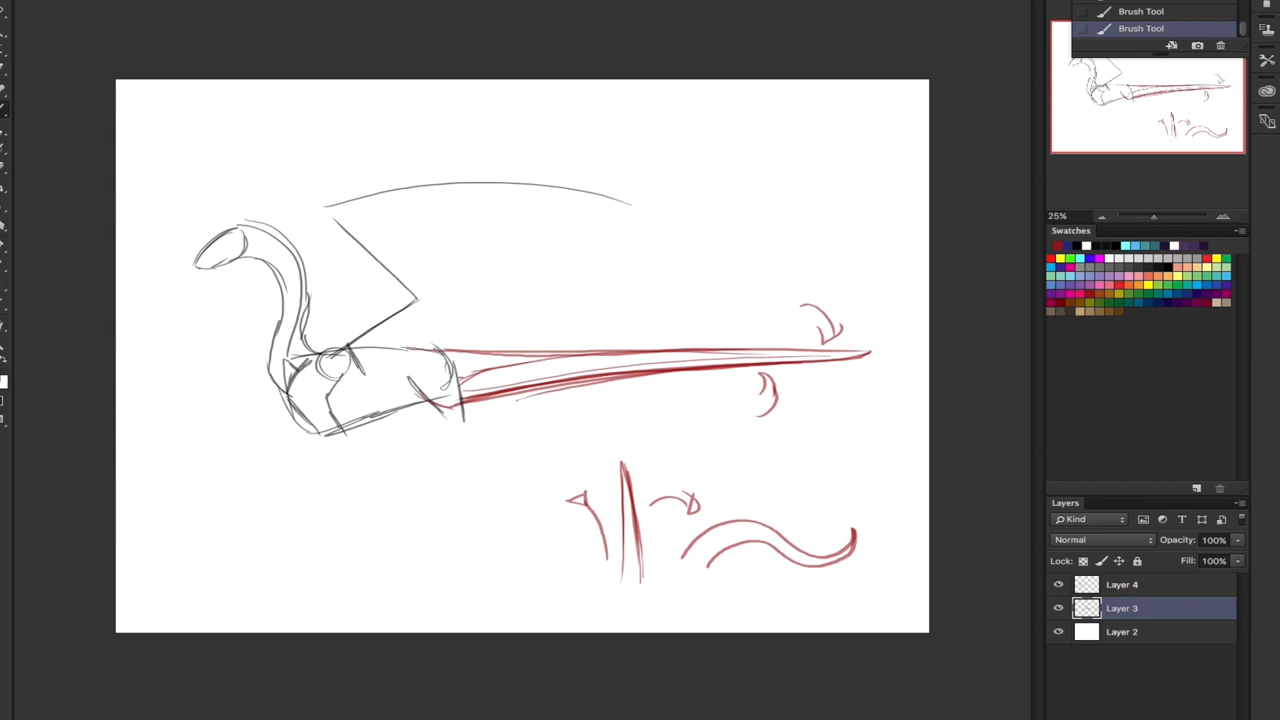 Brush Tool
Brush Tool
25%
Swatches
Layers
Kind
Normal
Opacity: 100%
Lock:
Fill: 100%
Layer 4
Layer 3
Layer 2